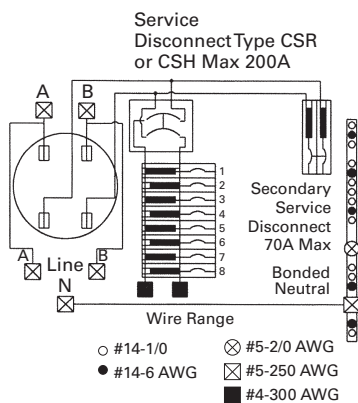 Service
Disconnect Type CSR
or CSH Max 200A
A
B
1
2
3
4
5
6
7
8
Secondary
Service
Disconnect
70A Max
A
Line
B
N
Bonded
Neutral
Wire Range
#14-1/0
#5-2/0 AWG
#14-6 AWG
#5-250 AWG
#4-300 AWG